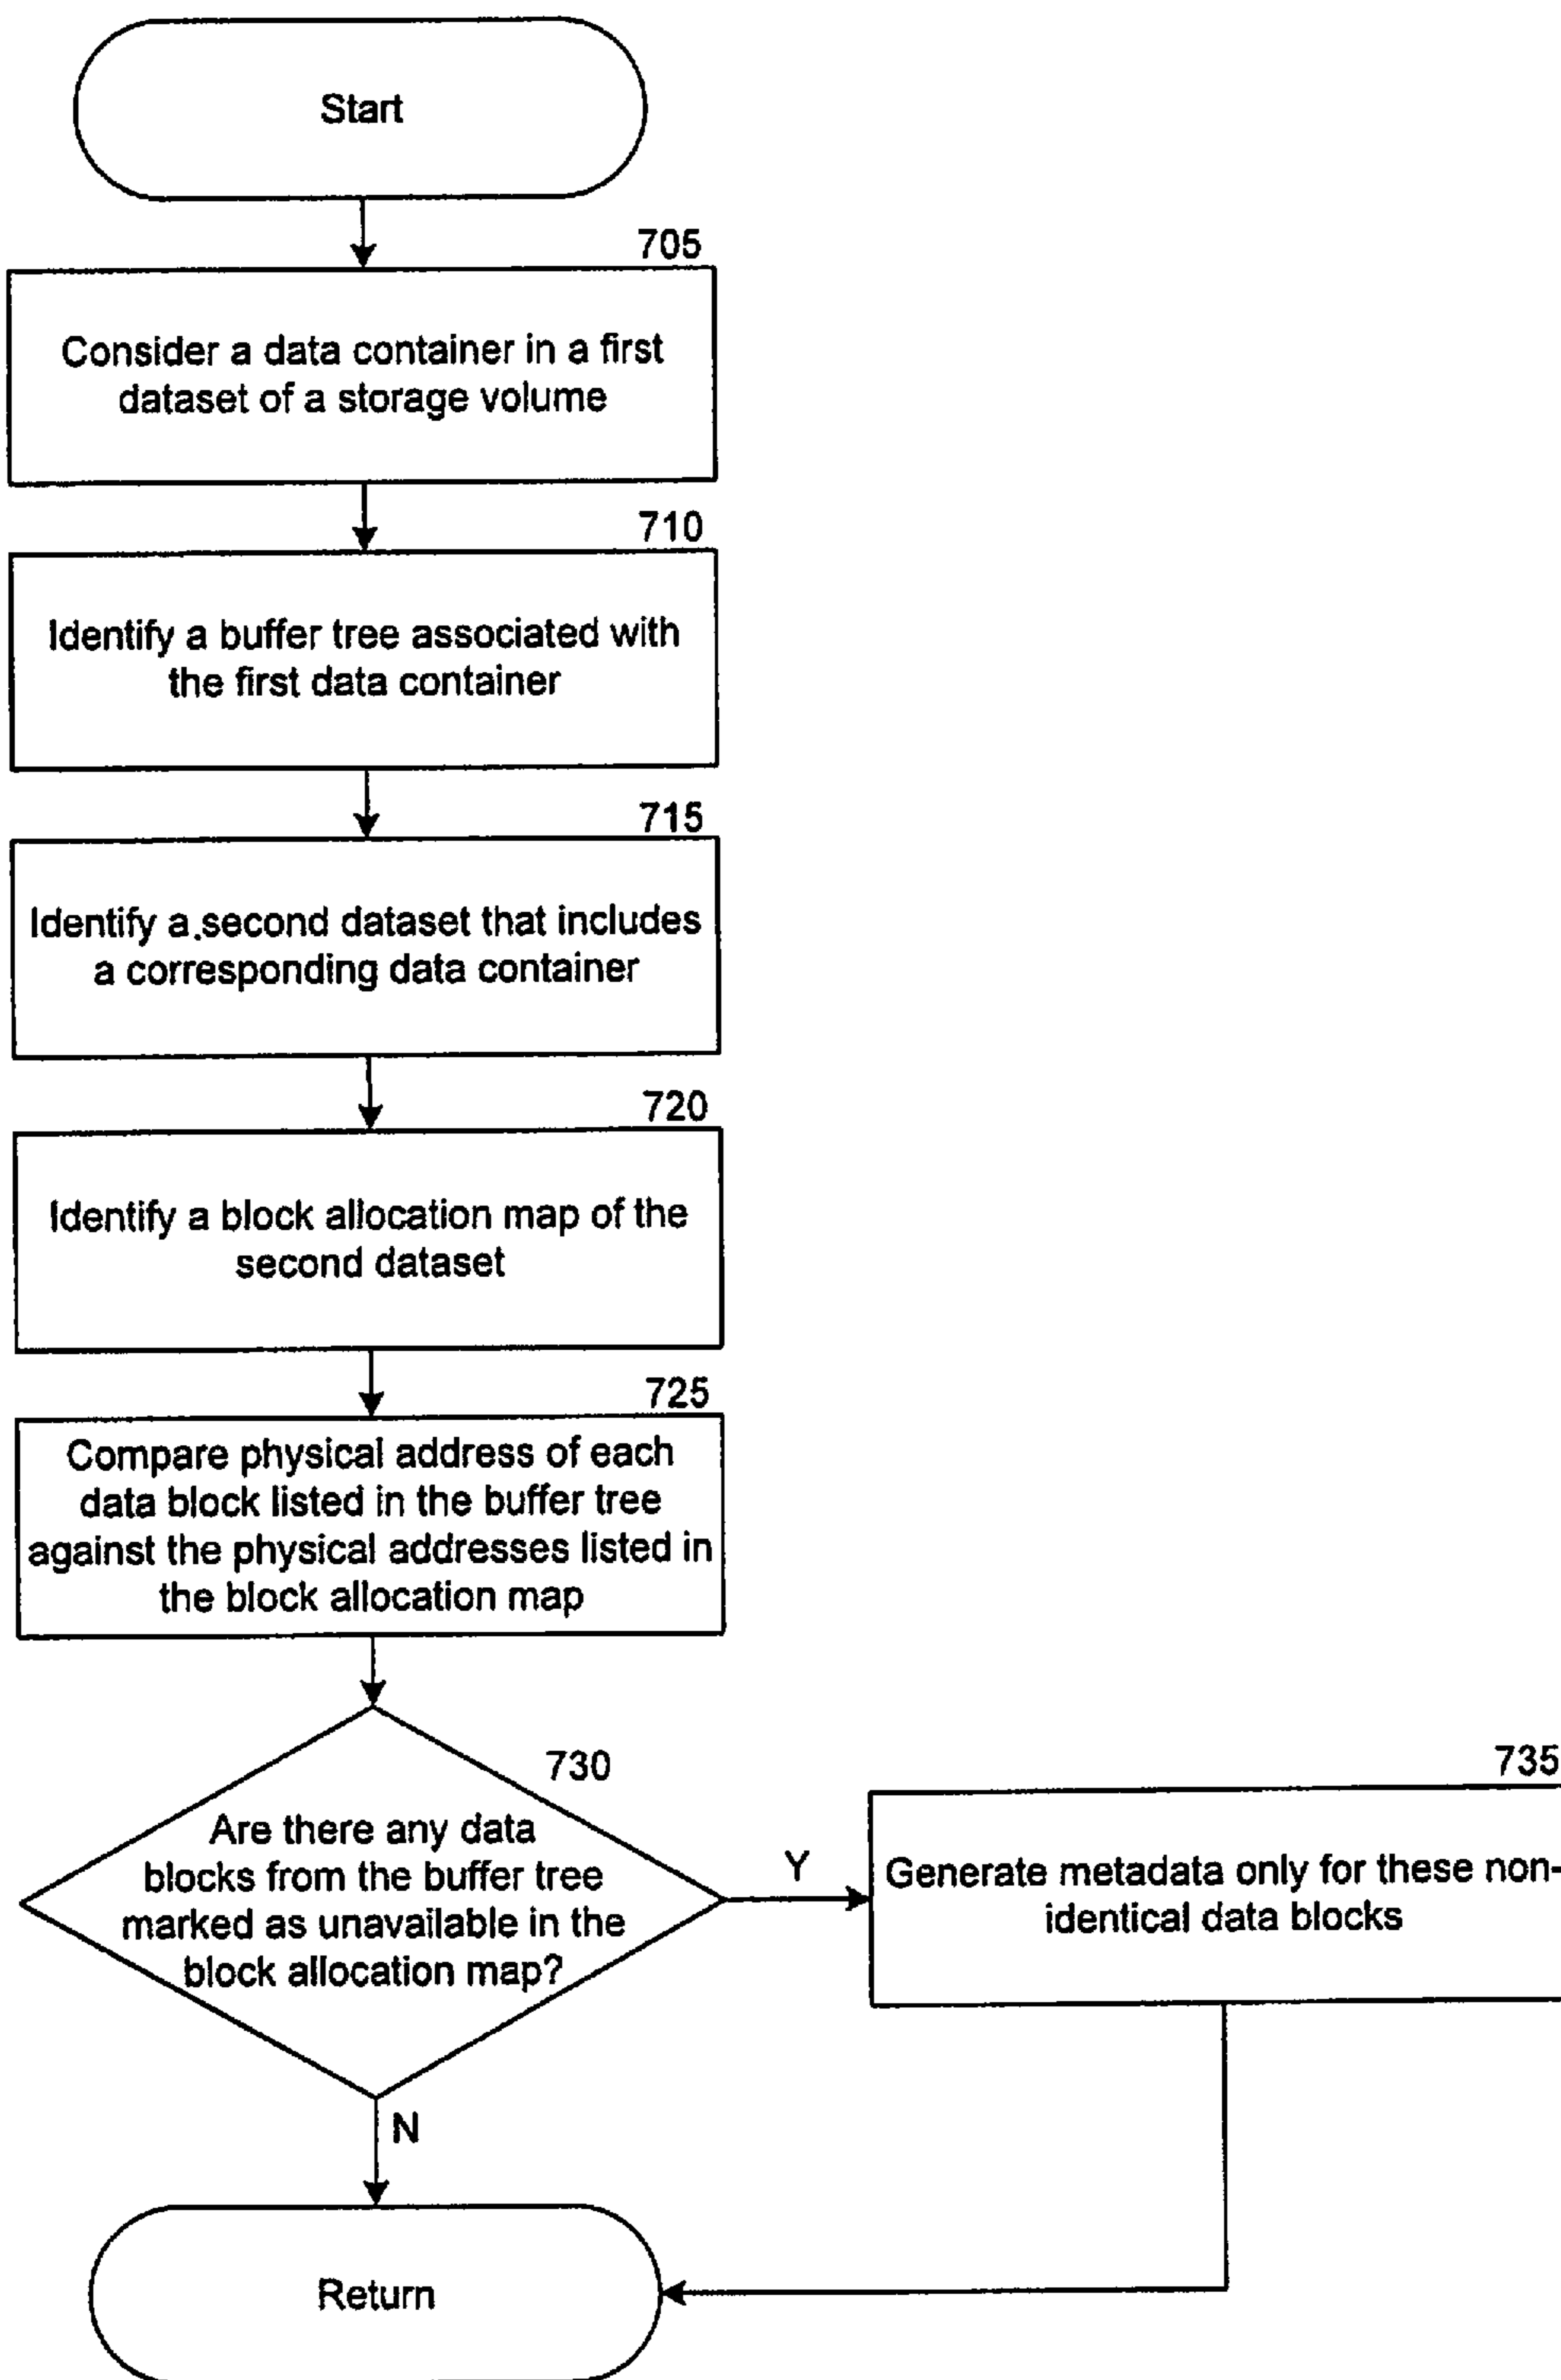 Start
705
Consider a data container in a first
dataset of a storage volume
710
Identify a buffer tree associated with
the first data container
715
Identify a.second dataset that includes
a corresponding data container
720
Identify a block allocation map of the
second dataset
725
Compare physical address of each
data block listed in the buffer tree
against the physical addresses listed in
the block allocation map
730
Are there any data
blocks from the buffer tree
marked as unavailable in the
block allocation map?
Y
735
Generate metadata only for these non-
identical data blocks
N
Return